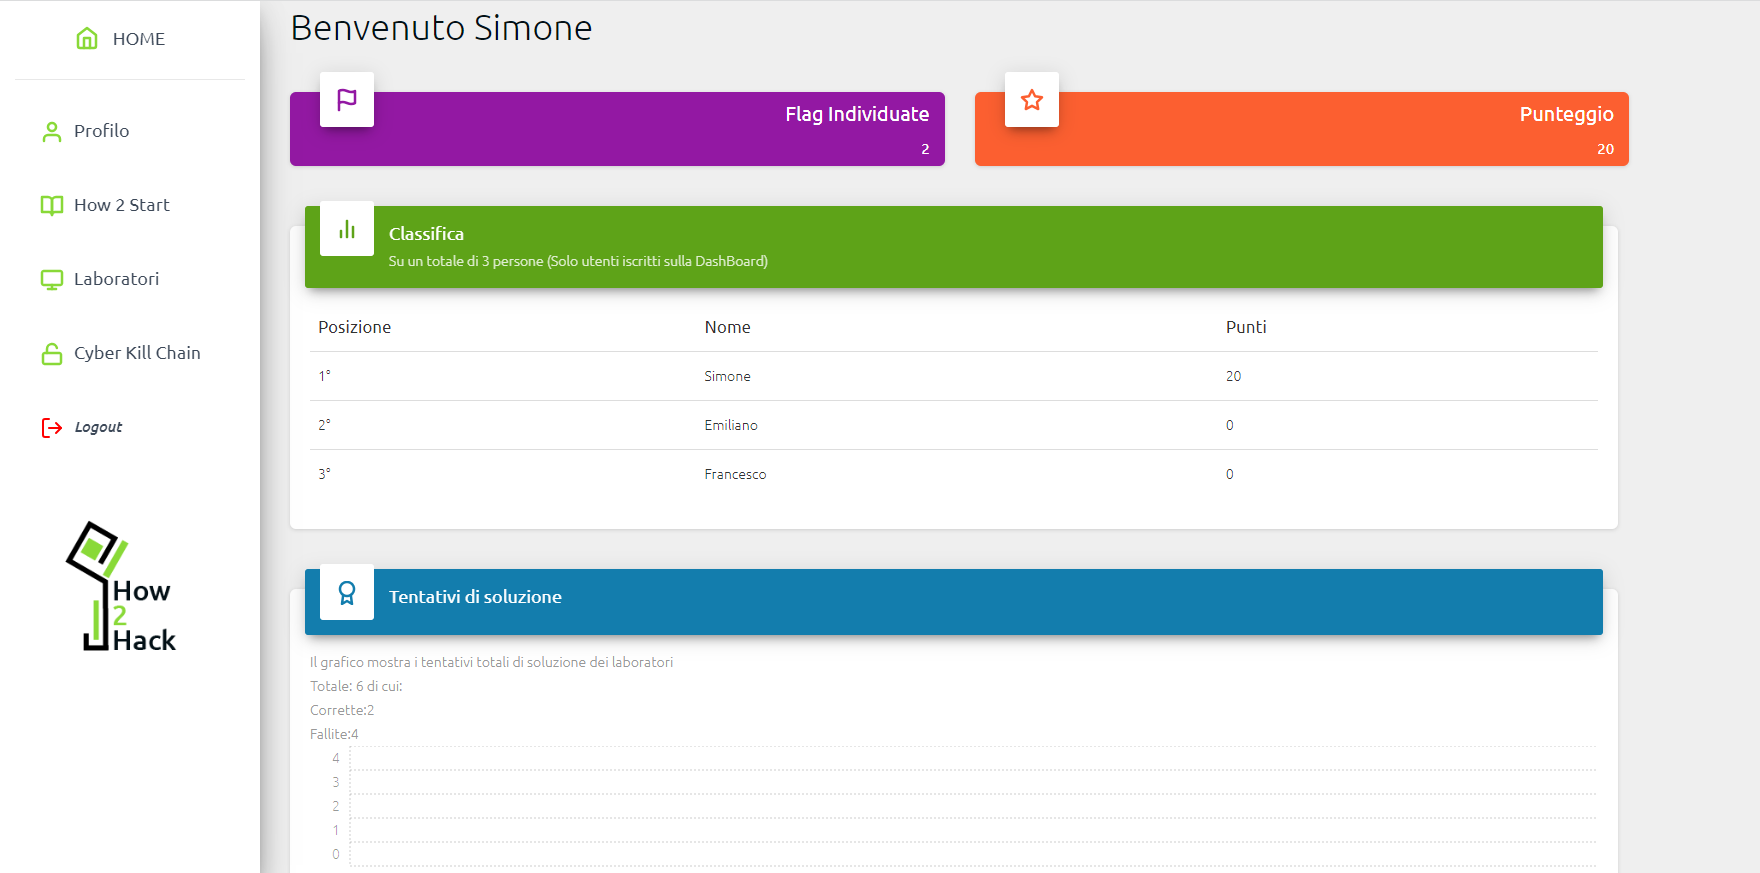 Benvenuto Simone
HOME
Profilo
How 2 Start
Laboratori
Cyber Kill Chain
Logout
How
2
Hack
Flag Individuate
2
Punteggio
20
Classifica
Su un totale di 3 persone (Solo utenti iscritti sulla DashBoard)
Posizione Nome Punti
1° Simone 20
2° Emiliano 0
3° Francesco 0
Tentativi di soluzione
Il grafico mostra i tentativi totali di soluzione dei laboratori
Totale: 6 di cui:
Corrette:2
Fallite:4
4
3
2
1
0